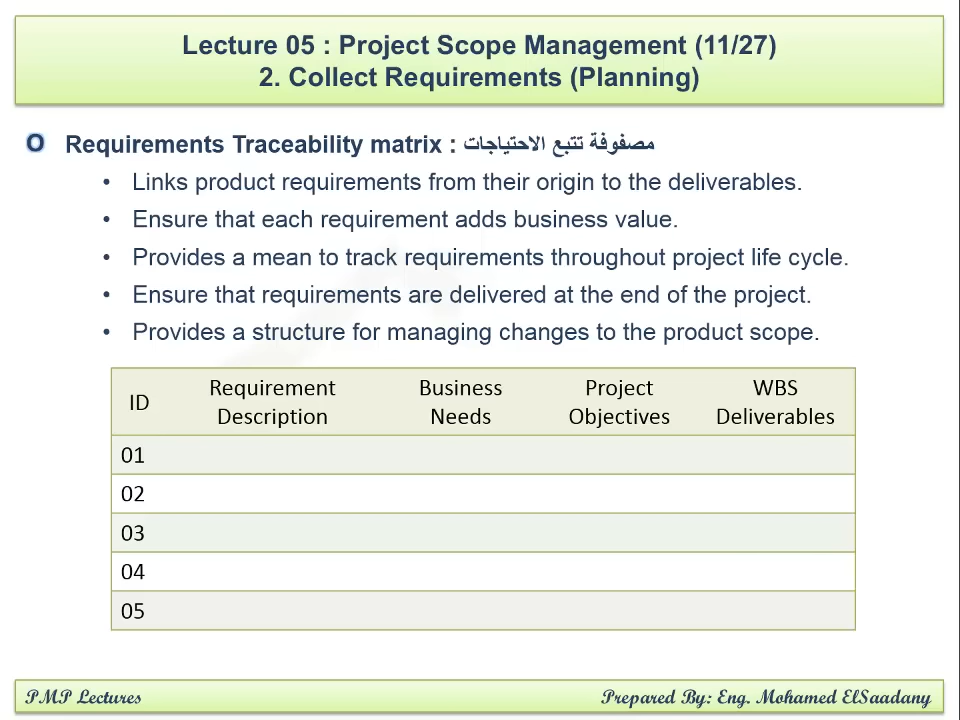 Lecture 05 : Project Scope Management (11/27)
2. Collect Requirements (Planning)
O Requirements Traceability matrix : مصفوفة تتبع الاحتياجات
• Links product requirements from their origin to the deliverables.
• Ensure that each requirement adds business value.
• Provides a mean to track requirements throughout project life cycle.
• Ensure that requirements are delivered at the end of the project.
• Provides a structure for managing changes to the product scope.
ID Requirement Description Business Needs Project Objectives WBS Deliverables
01
02
03
04
05
PMP Lectures Prepared By: Eng. Mohamed ElSaadany